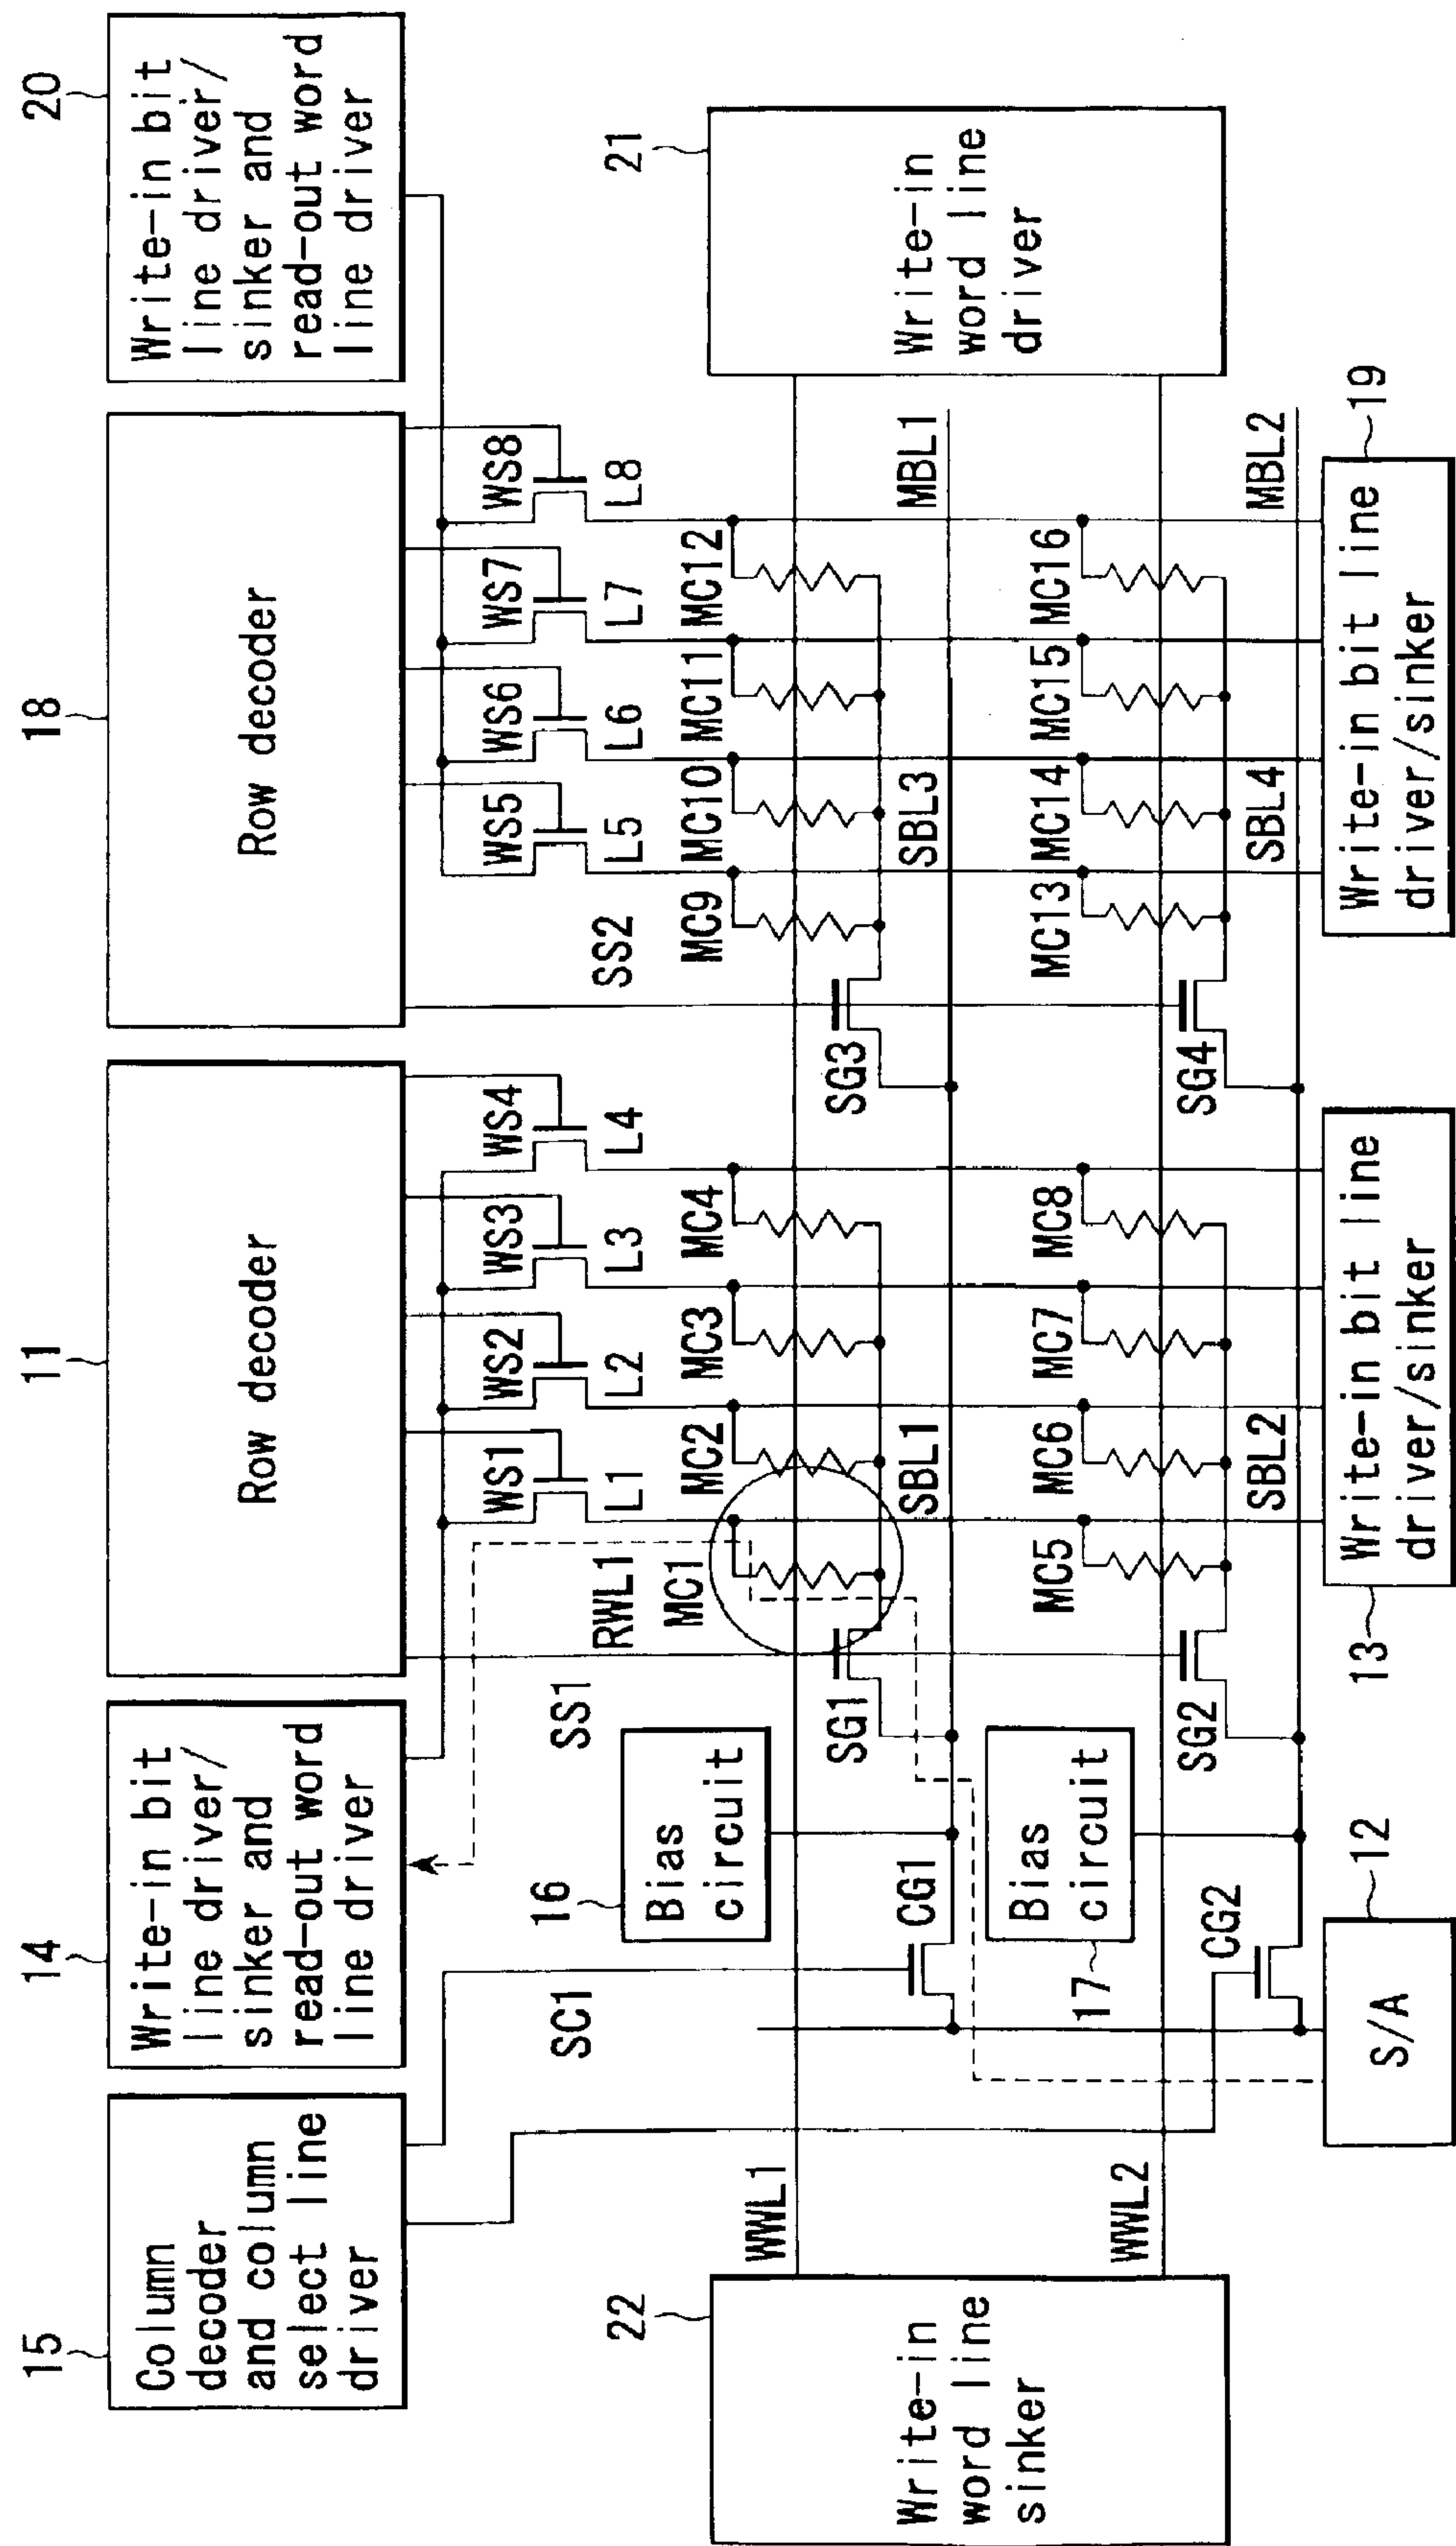 15
Column
decoder
and column
select line
driver
14
Write-in bit
line driver/
sinker and
read-out word
line driver
11
Row decoder
18
Row decoder
20
Write-in bit
line driver/
sinker and
read-out word
line driver
WS1
WS2
WS3
WS4
WS5
WS6
WS7
WS8
SC1
SS1
RWL1
L1
L2
L3
L4
SS2
L5
L6
L7
L8
22
Write-in
word line
sinker
16
Bias
circuit
21
Write-in
word line
driver
MC1
MC2
MC3
MC4
MC9
MC10
MC11
MC12
WWL1
SG1
SG3
CG1
SBL1
SBL3
MBL1
17
Bias
circuit
MC5
MC6
MC7
MC8
MC13
MC14
MC15
MC16
WWL2
SG2
SG4
CG2
SBL2
SBL4
MBL2
12
S/A
13
Write-in bit line
driver/sinker
19
Write-in bit line
driver/sinker